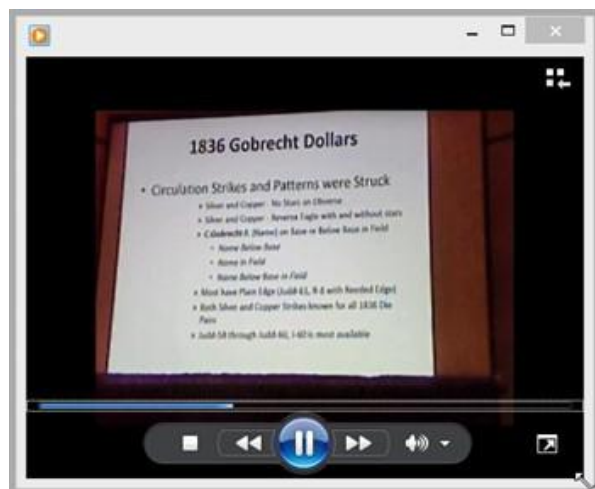 1836 Gobrecht Dollars
• Circulation Strikes and Patterns were Struck
» Silver and Copper - No Stars on Obverse
» Silver and Copper - Reverse Eagle with and without stars
» C.Gobrecht F. (Name) on Base or Below Base in Field
• Name Below Base
• Name in Field
• Name Below Base in Field
» Most have Plain Edge (Judd-61, R-8 with Reeded Edge)
» Both Silver and Copper Strikes known for all 1836 Die
Pairs
» Judd-58 through Judd-60, J-60 is most available